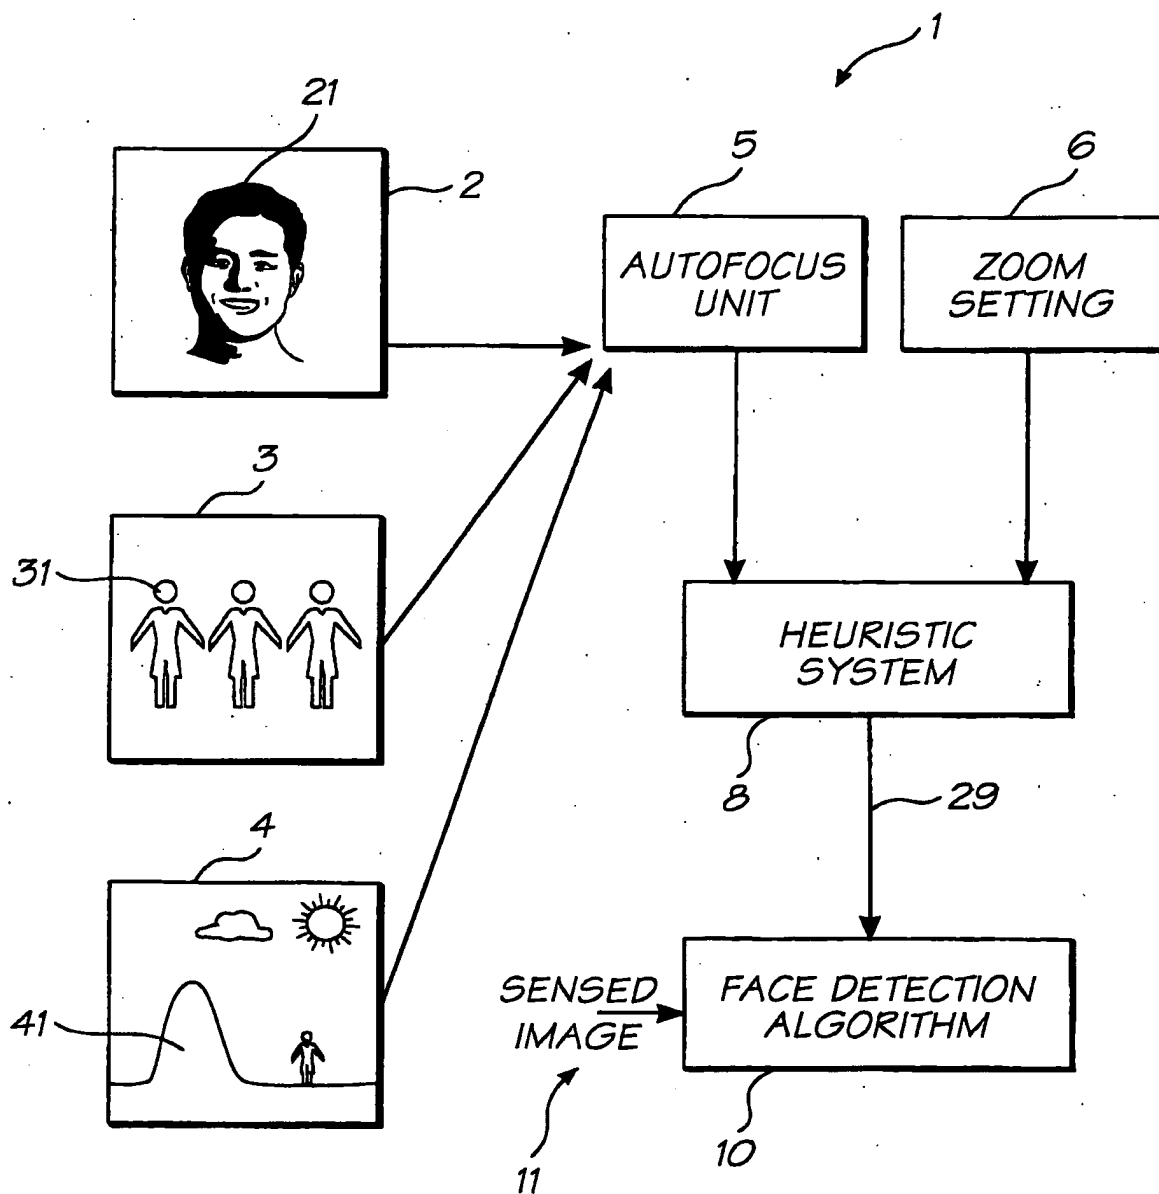 1
21
2
5
6
AUTOFOCUS
UNIT
ZOOM
SETTING
3
31
HEURISTIC
SYSTEM
8
29
4
41
SENSED
IMAGE
FACE DETECTION
ALGORITHM
10
11